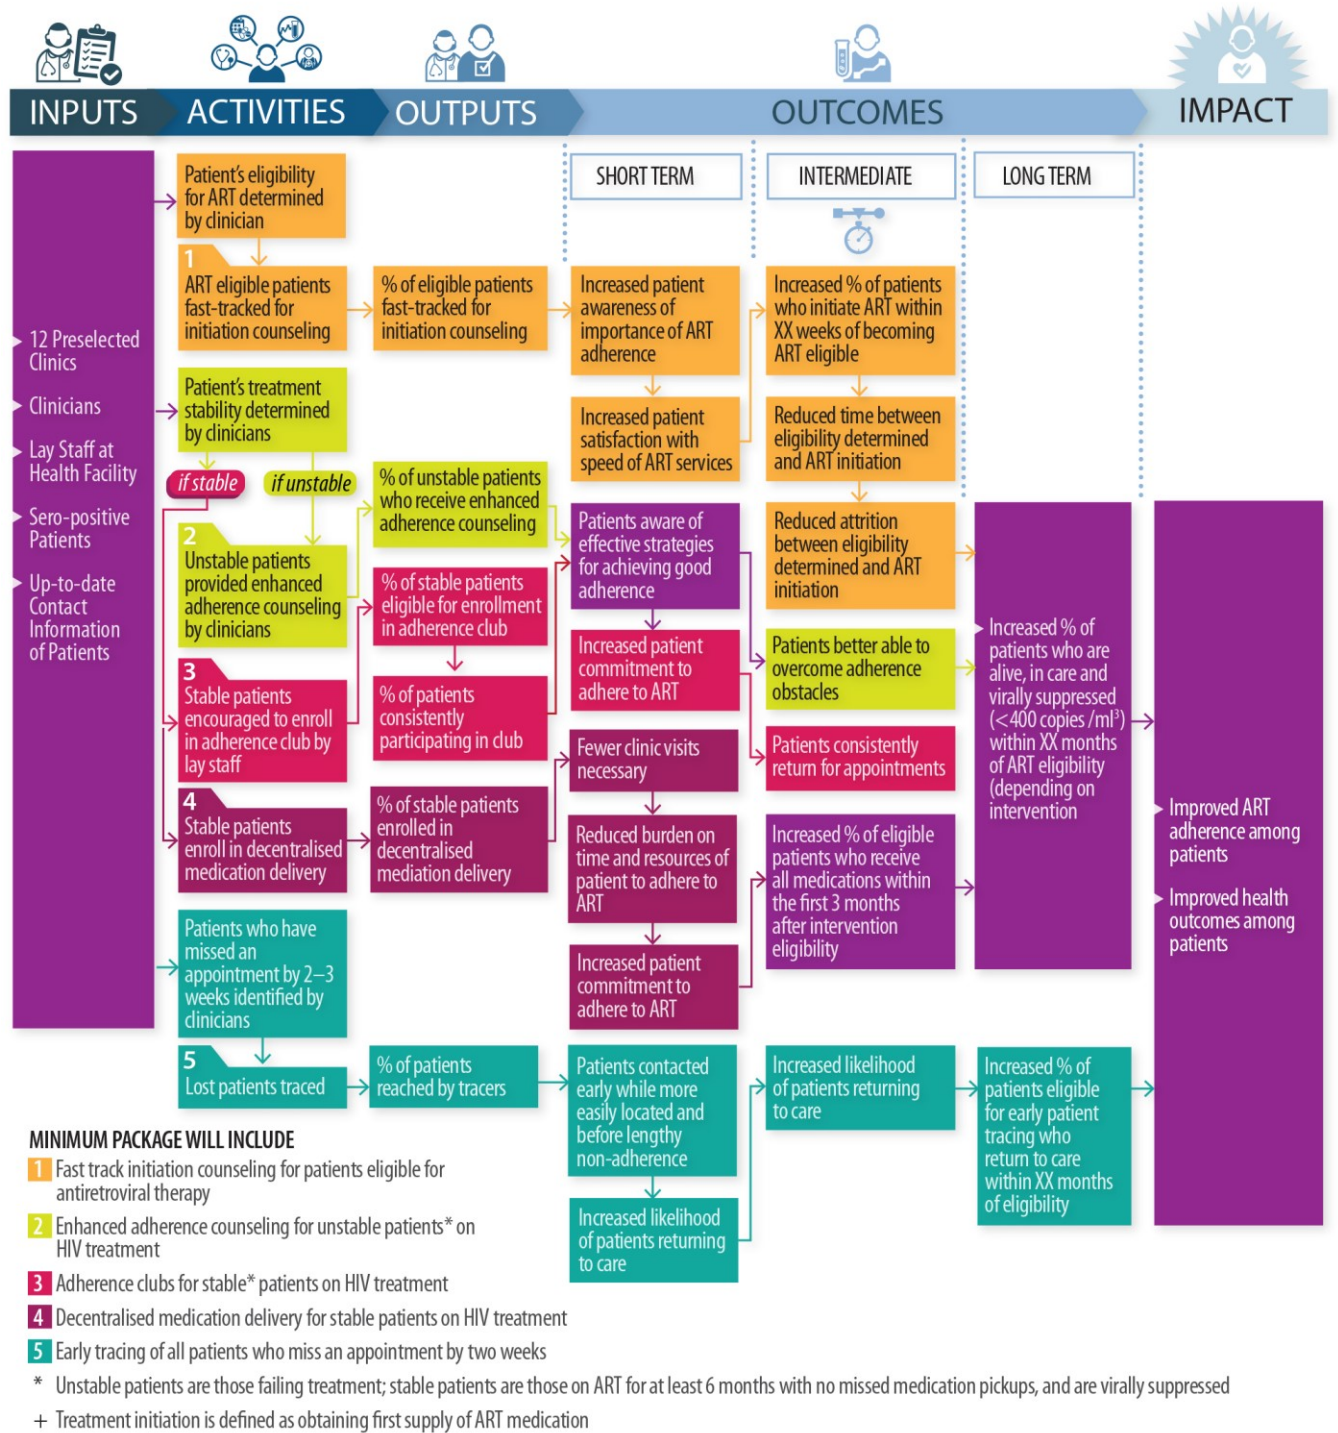 INPUTS
ACTIVITIES
OUTPUTS
OUTCOMES
IMPACT
SHORT TERM
INTERMEDIATE
LONG TERM
12 Preselected
Clinics
Clinicians
Lay Staff at
Health Facility
Sero-positive
Patients
Up-to-date
Contact
Information
of Patients
Patient's eligibility
for ART determined
by clinician
1
ART eligible patients
fast-tracked for
initiation counseling
% of eligible patients
fast-tracked for
initiation counseling
Increased patient
awareness of
importance of ART
adherence
Increased patient
satisfaction with
speed of ART services
Increased % of patients
who initiate ART within
XX weeks of becoming
ART eligible
Reduced time between
eligibility determined
and ART initiation
Reduced attrition
between eligibility
determined and ART
initiation
Patient's treatment
stability determined
by clinicians
if stable
if unstable
2
Unstable patients
provided enhanced
adherence counseling
by clinicians
% of unstable patients
who receive enhanced
adherence counseling
Patients aware of
effective strategies
for achieving good
adherence
Patients better able to
overcome adherence
obstacles
3
Stable patients
encouraged to enroll
in adherence club by
lay staff
% of stable patients
eligible for enrollment
in adherence club
% of patients
consistently
participating in club
Increased patient
commitment to
adhere to ART
Patients consistently
return for appointments
4
Stable patients
enroll in decentralised
medication delivery
% of stable patients
enrolled in
decentralised
mediation delivery
Fewer clinic visits
necessary
Reduced burden on
time and resources of
patient to adhere to
ART
Increased patient
commitment to
adhere to ART
Increased % of eligible
patients who receive
all medications within
the first 3 months
after intervention
eligibility
Increased % of
patients who are
alive, in care and
virally suppressed
(<400 copies /ml³)
within XX months
of ART eligibility
(depending on
intervention
Patients who have
missed an
appointment by 2–3
weeks identified by
clinicians
5
Lost patients traced
% of patients
reached by tracers
Patients contacted
early while more
easily located and
before lengthy
non-adherence
Increased likelihood
of patients returning
to care
Increased likelihood
of patients returning
to care
Increased % of
patients eligible
for early patient
tracing who
return to care
within XX months
of eligibility
Improved ART
adherence among
patients
Improved health
outcomes among
patients
MINIMUM PACKAGE WILL INCLUDE
1 Fast track initiation counseling for patients eligible for
antiretroviral therapy
2 Enhanced adherence counseling for unstable patients* on
HIV treatment
3 Adherence clubs for stable* patients on HIV treatment
4 Decentralised medication delivery for stable patients on HIV treatment
5 Early tracing of all patients who miss an appointment by two weeks
* Unstable patients are those failing treatment; stable patients are those on ART for at least 6 months with no missed medication pickups, and are virally suppressed
+ Treatment initiation is defined as obtaining first supply of ART medication